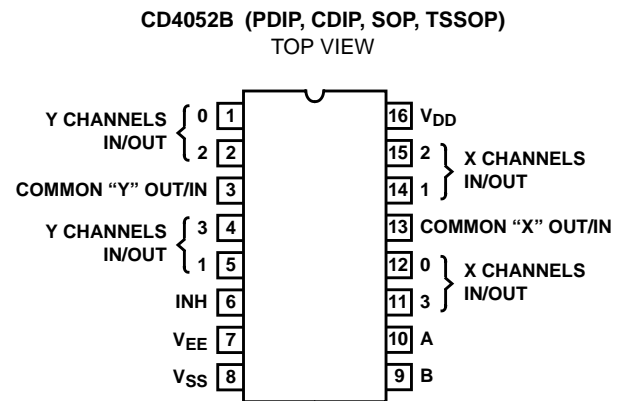 CD4052B (PDIP, CDIP, SOP, TSSOP)
TOP VIEW
Y CHANNELS IN/OUT 0 1 16 VDD
2 2 15 2 X CHANNELS IN/OUT
COMMON “Y” OUT/IN 3 14 1
Y CHANNELS IN/OUT 3 4 13 COMMON “X” OUT/IN
1 5 12 0 X CHANNELS IN/OUT
INH 6 11 3
VEE 7 10 A
VSS 8 9 B